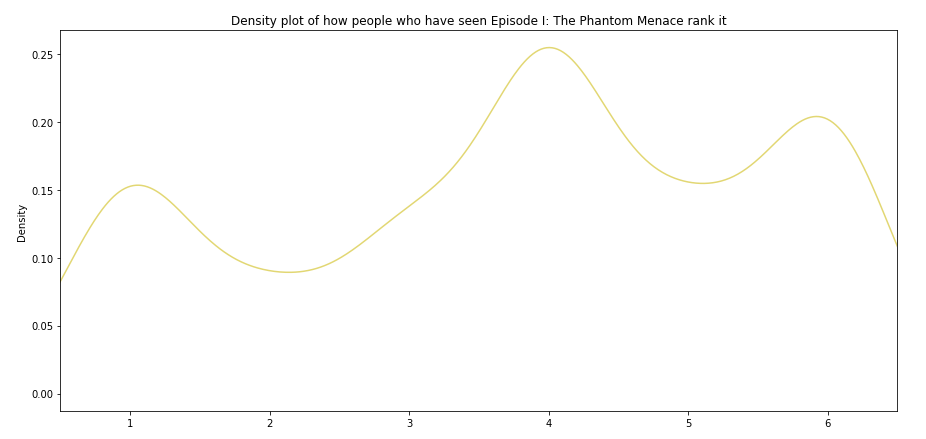 Density plot of how people who have seen Episode I: The Phantom Menace rank it
0.25
0.20
0.15
0.10
0.05
0.00
Density
1 2 3 4 5 6